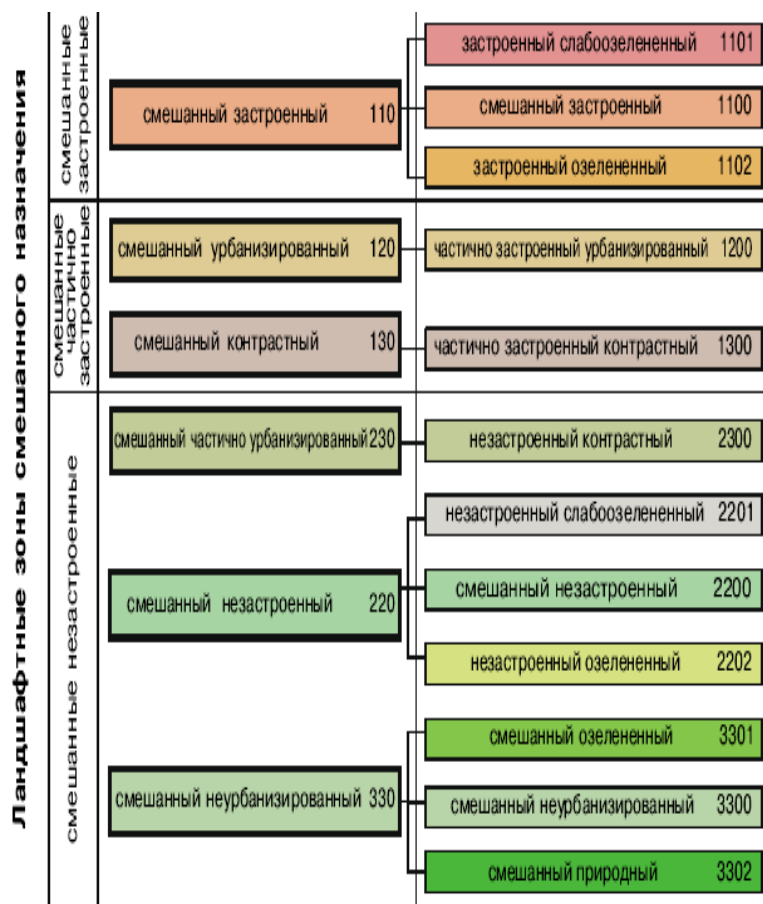 Ландшафтные зоны смешанного назначения
смешанные
застроенные
смешанный застроенный 110
застроенный слабоозелененный 1101
смешанный застроенный 1100
застроенный озелененный 1102
смешанные
частично
застроенные
смешанный урбанизированный 120
частично застроенный урбанизированный 1200
смешанный контрастный 130
частично застроенный контрастный 1300
смешанные незастроенные
смешанный частично урбанизированный 230
незастроенный контрастный 2300
смешанный незастроенный 220
незастроенный слабоозелененный 2201
смешанный незастроенный 2200
незастроенный озелененный 2202
смешанный неурбанизированный 330
смешанный озелененный 3301
смешанный неурбанизированный 3300
смешанный природный 3302